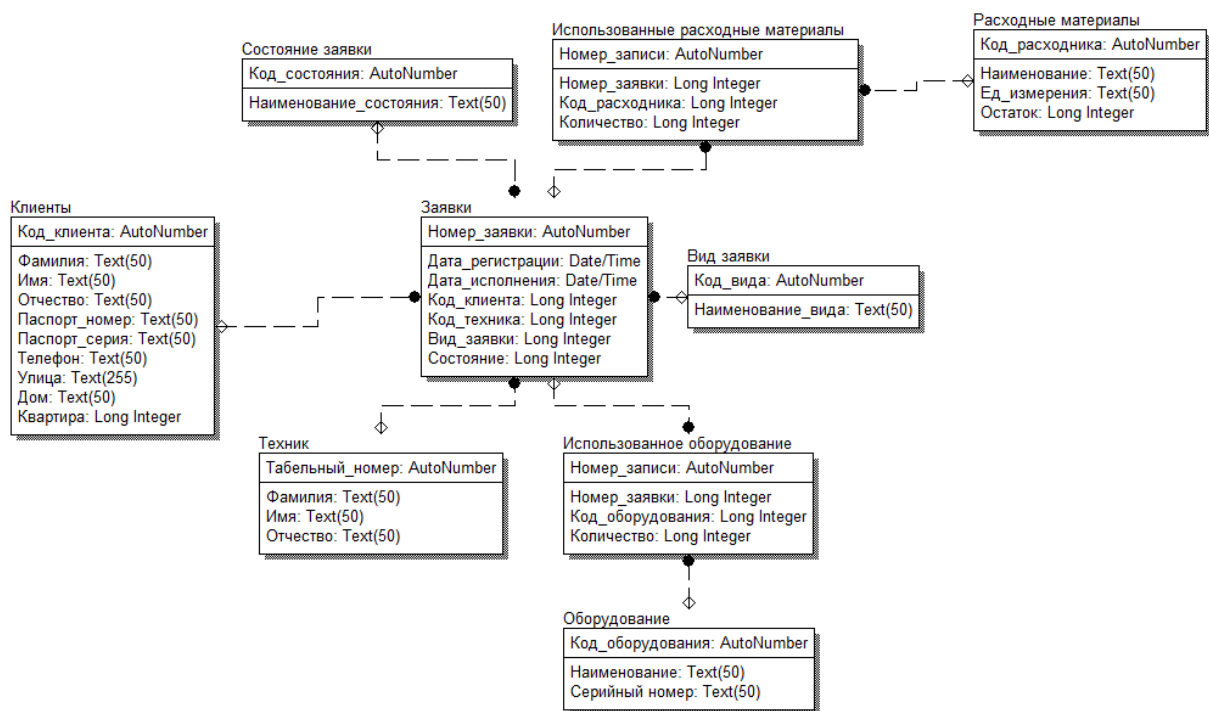 Состояние заявки
Код_состояния: AutoNumber
Наименование_состояния: Text(50)
Использованные расходные материалы
Номер_записи: AutoNumber
Номер_заявки: Long Integer
Код_расходника: Long Integer
Количество: Long Integer
Расходные материалы
Код_расходника: AutoNumber
Наименование: Text(50)
Ед_измерения: Text(50)
Остаток: Long Integer
Клиенты
Код_клиента: AutoNumber
Фамилия: Text(50)
Имя: Text(50)
Отчество: Text(50)
Паспорт_номер: Text(50)
Паспорт_серия: Text(50)
Телефон: Text(50)
Улица: Text(255)
Дом: Text(50)
Квартира: Long Integer
Заявки
Номер_заявки: AutoNumber
Дата_регистрации: Date/Time
Дата_исполнения: Date/Time
Код_клиента: Long Integer
Код_техника: Long Integer
Вид_заявки: Long Integer
Состояние: Long Integer
Вид заявки
Код_вида: AutoNumber
Наименование_вида: Text(50)
Техник
Табельный_номер: AutoNumber
Фамилия: Text(50)
Имя: Text(50)
Отчество: Text(50)
Использованное оборудование
Номер_записи: AutoNumber
Номер_заявки: Long Integer
Код_оборудования: Long Integer
Количество: Long Integer
Оборудование
Код_оборудования: AutoNumber
Наименование: Text(50)
Серийный номер: Text(50)